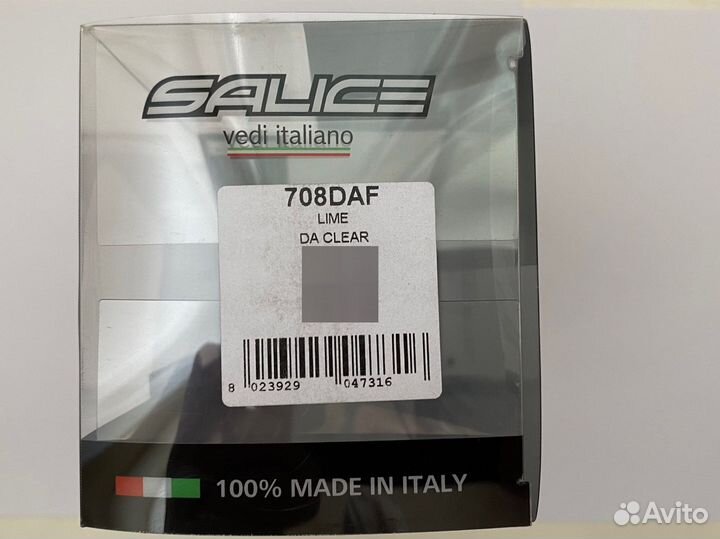 SALICE
vedi italiano
708DAF
LIME
DA CLEAR
8 023929 047316
100% MADE IN ITALY
Avito